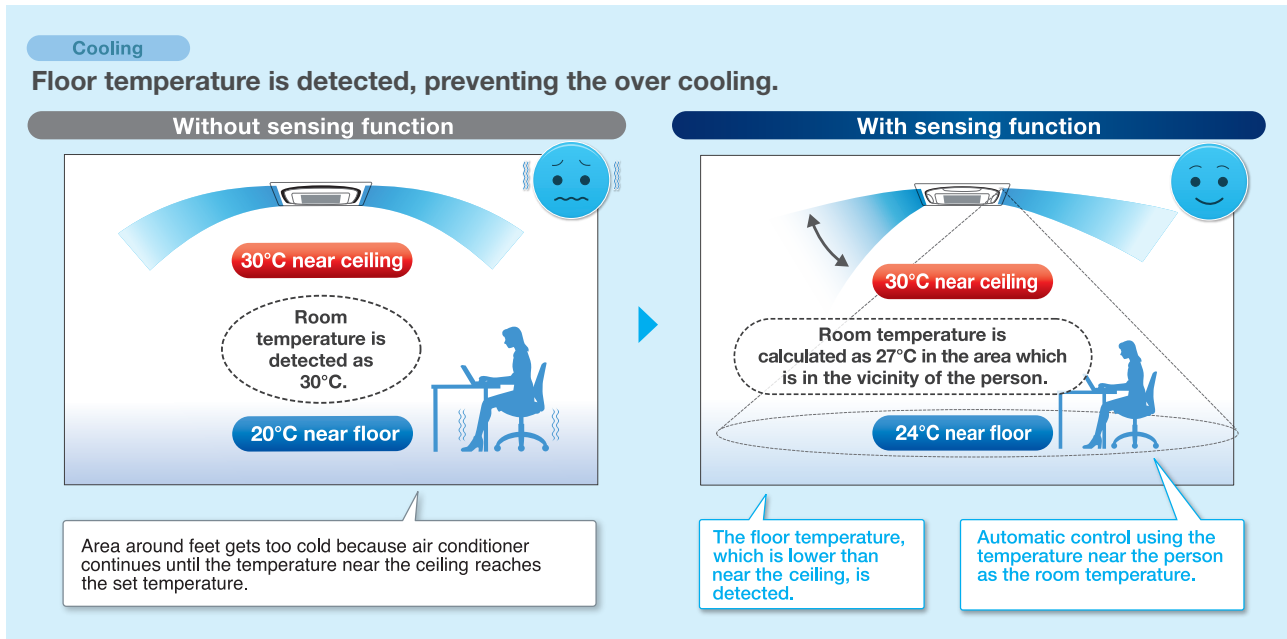 Cooling
Floor temperature is detected, preventing the over cooling.
Without sensing function
30°C near ceiling
Room
temperature is
detected as
30°C.
20°C near floor
Area around feet gets too cold because air conditioner
continues until the temperature near the ceiling reaches
the set temperature.
With sensing function
30°C near ceiling
Room temperature is
calculated as 27°C in the area which
is in the vicinity of the person.
24°C near floor
The floor temperature,
which is lower than
near the ceiling, is
detected.
Automatic control using the
temperature near the person
as the room temperature.